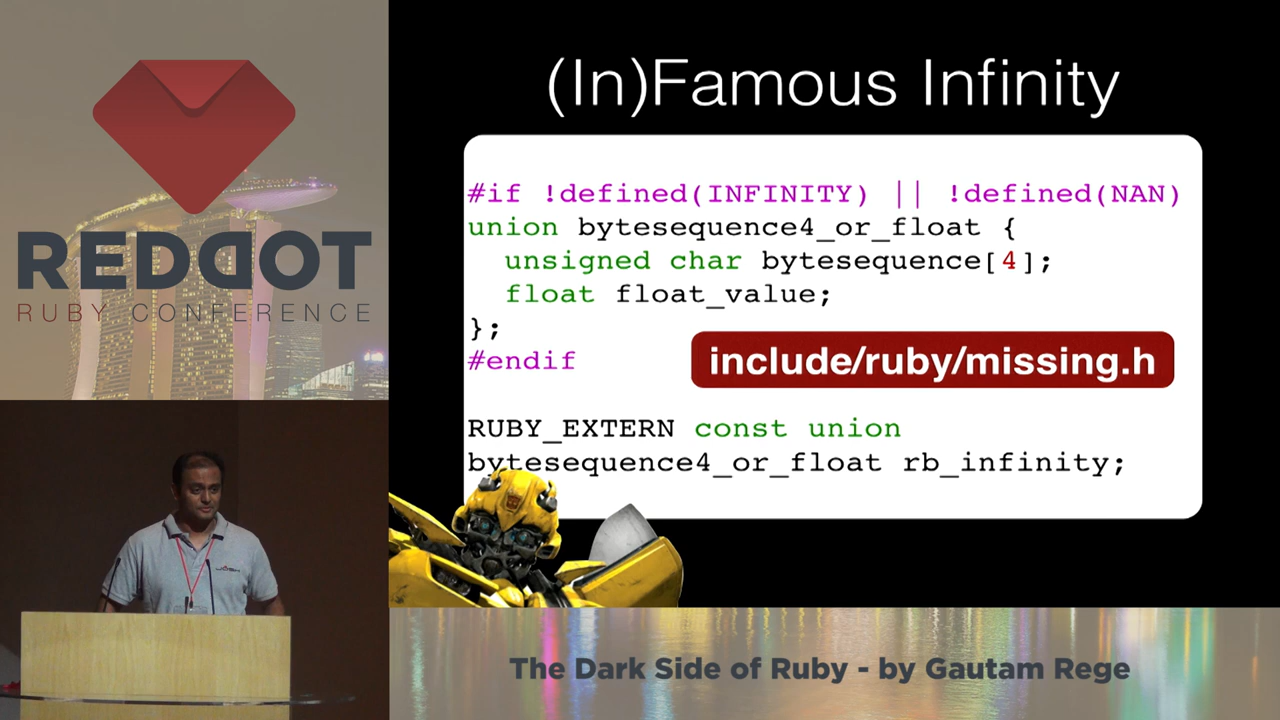 REDDOT
RUBY CONFERENCE
(In)Famous Infinity
#if !defined(INFINITY) || !defined(NAN)
union bytesequence4_or_float {
unsigned char bytesequence[4];
float float_value;
};
#endif
include/ruby/missing.h
RUBY_EXTERN const union
bytesequence4_or_float rb_infinity;
The Dark Side of Ruby - by Gautam Rege